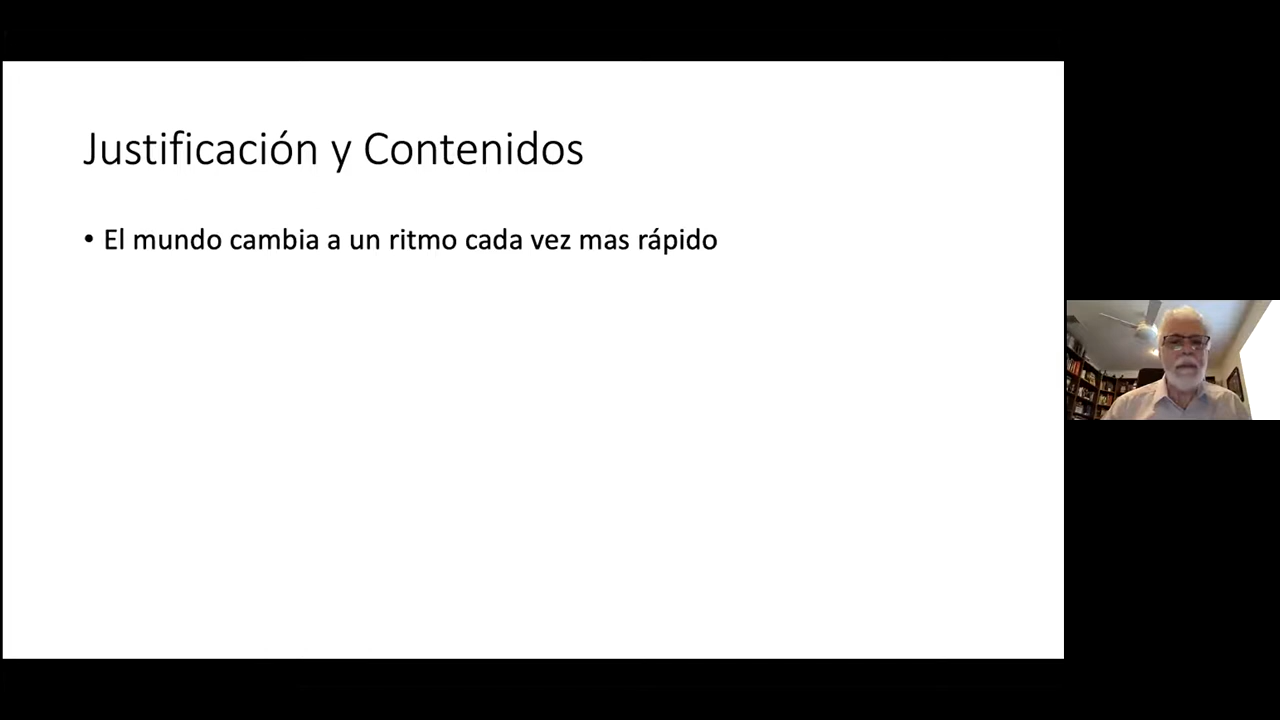 Justificación y Contenidos
• El mundo cambia a un ritmo cada vez mas rápido